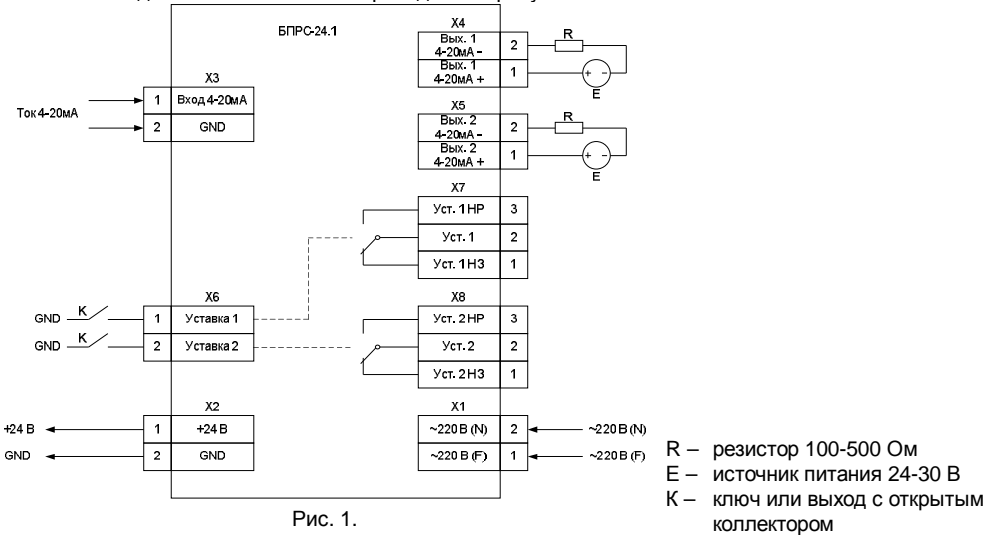 БПРС-24.1
X4
Вых. 1
4-20мА –
2
R
Вых. 1
4-20мА +
1
+ -
E
X3
Ток 4-20мА
1 Вход 4-20мА
2 GND
X5
Вых. 2
4-20мА –
2
R
Вых. 2
4-20мА +
1
+ -
E
X7
Уст. 1 НР 3
Уст. 1 2
Уст. 1 НЗ 1
X6
GND К 1 Уставка 1
GND К 2 Уставка 2
X8
Уст. 2 НР 3
Уст. 2 2
Уст. 2 НЗ 1
X2
+24 В 1 +24 В
GND 2 GND
X1
~220 В (N) 2 ~220 В (N)
~220 В (F) 1 ~220 В (F)
R – резистор 100-500 Ом
E – источник питания 24-30 В
К – ключ или выход с открытым
коллектором
Рис. 1.